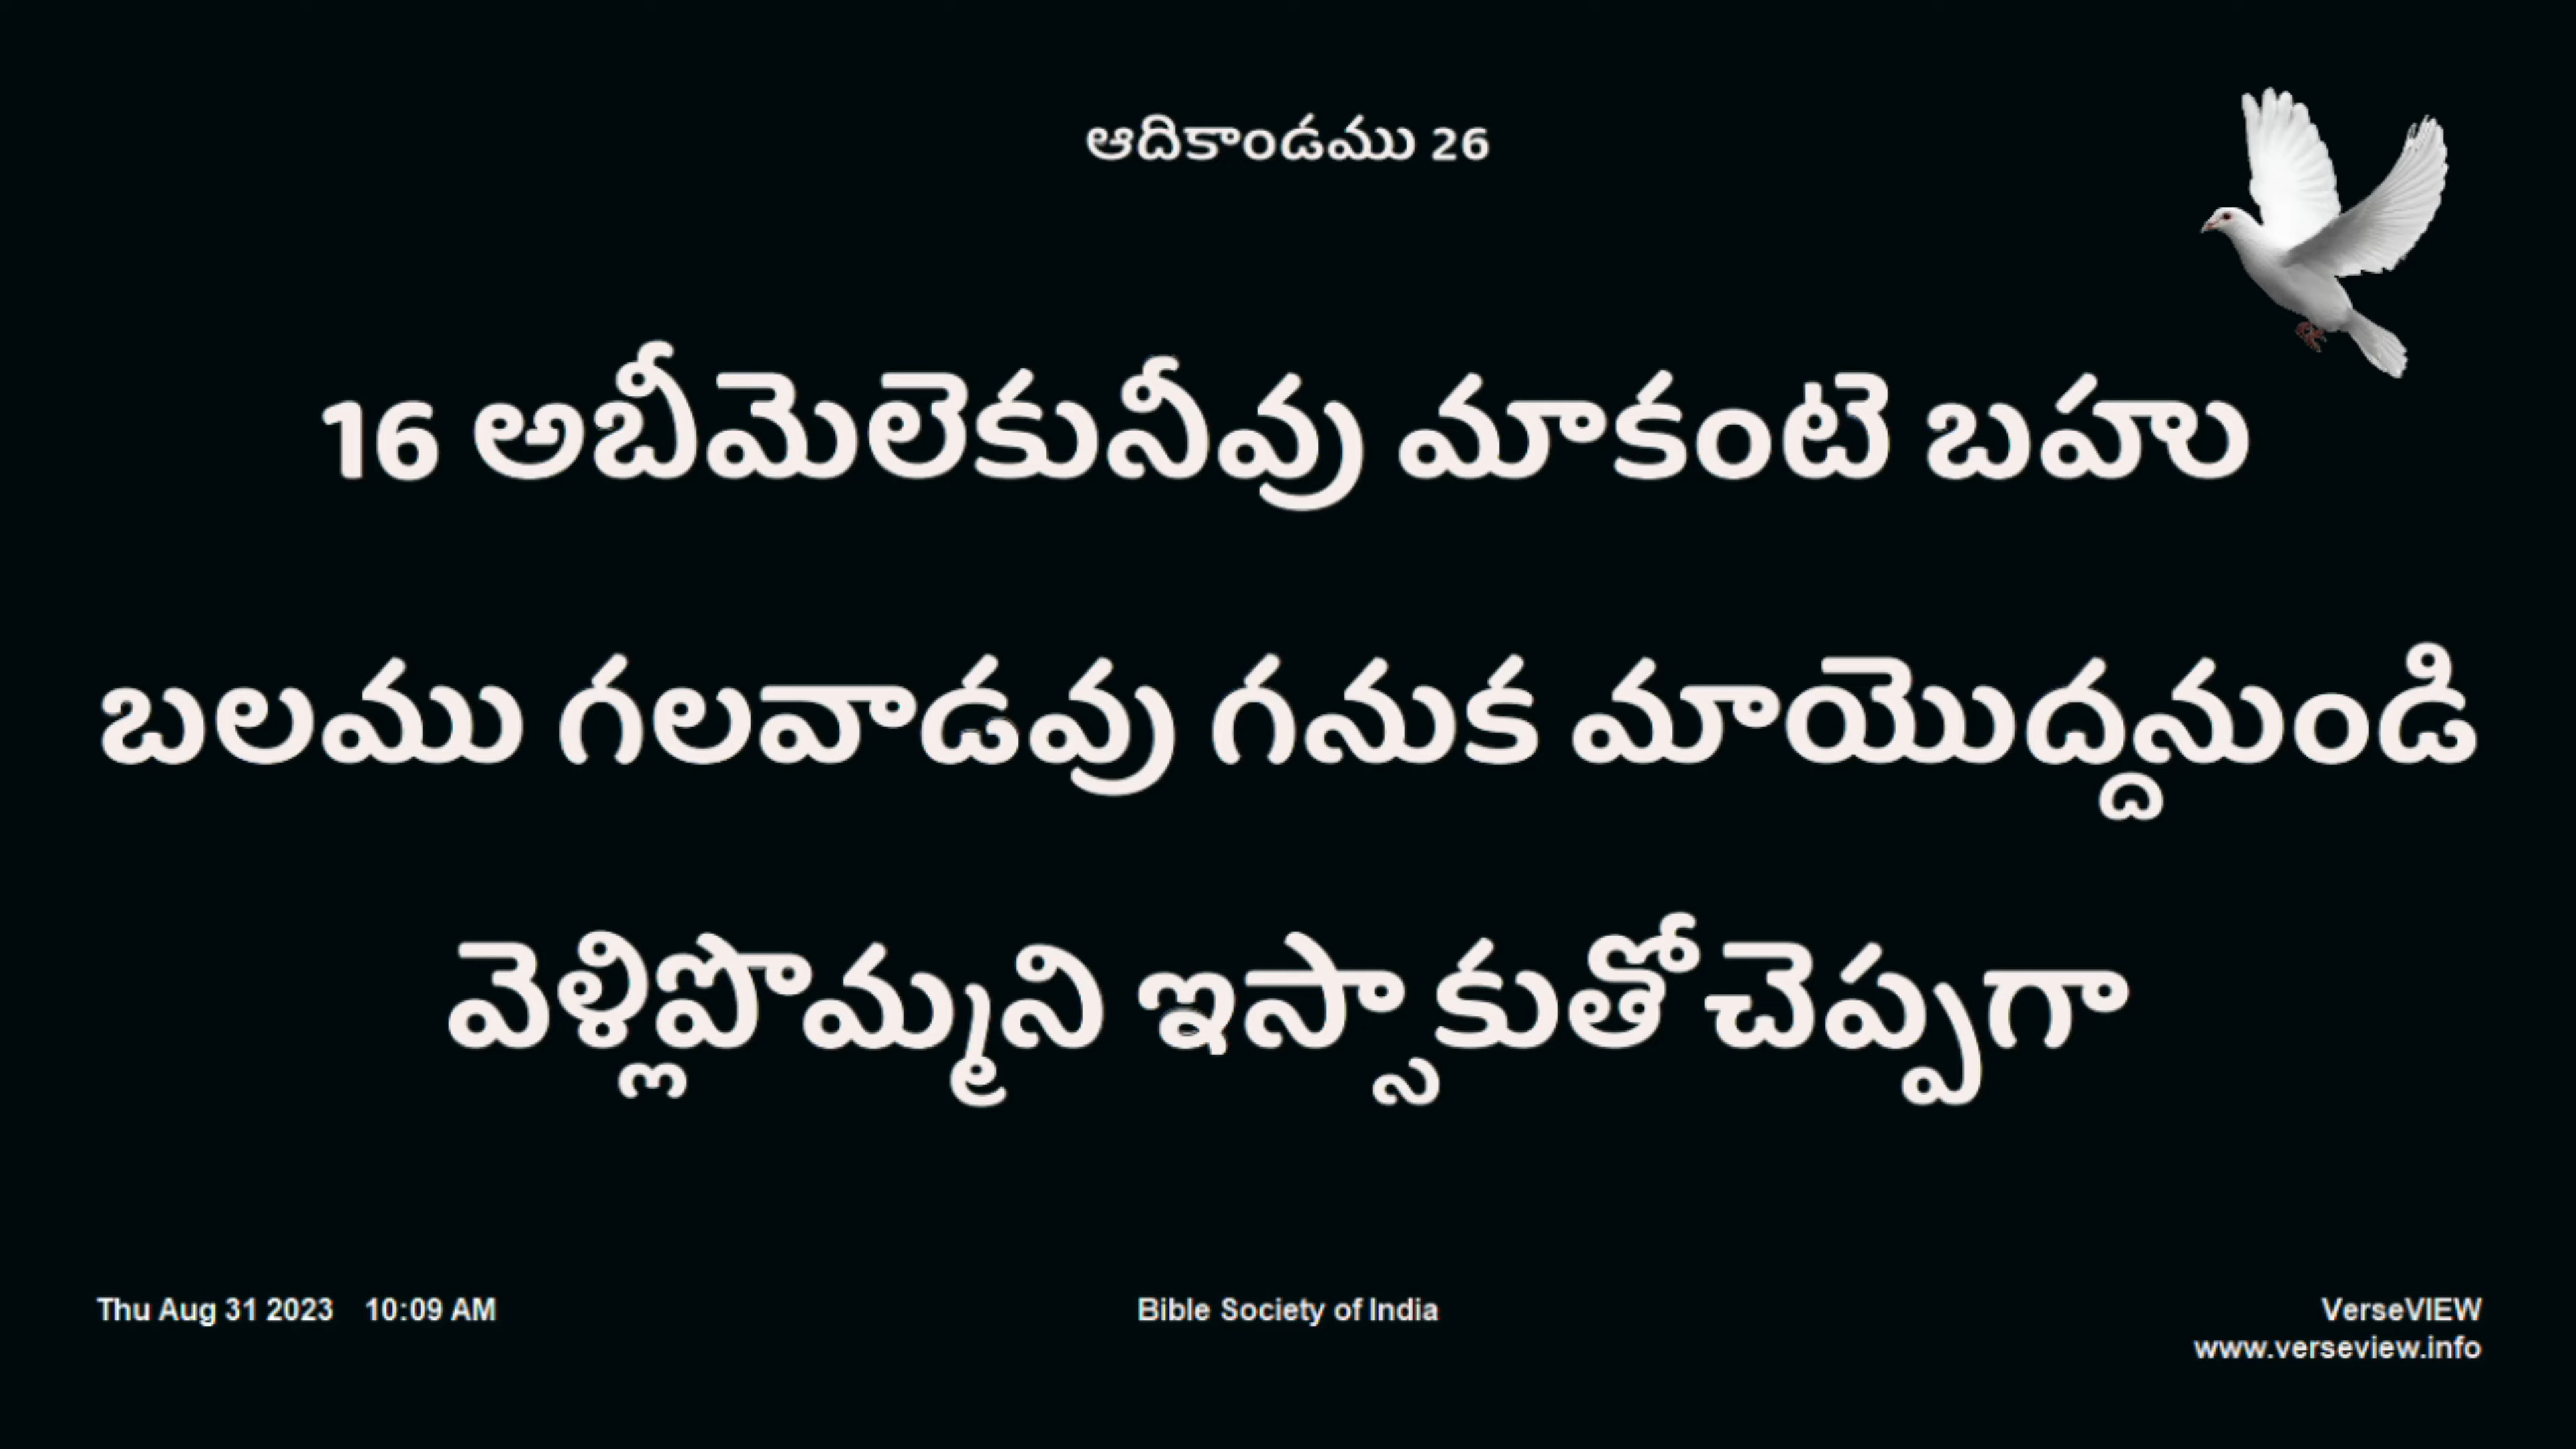 ఆదికాండము 26
16 అబీమెలెకునీవు మాకంటె బహు
బలము గలవాడవు గనుక మాయొద్దనుండి
వెళ్లిపొమ్మని ఇస్సాకుతో చెప్పగా
Thu Aug 31 2023 10:09 AM
Bible Society of India
VerseVIEW
www.verseview.info